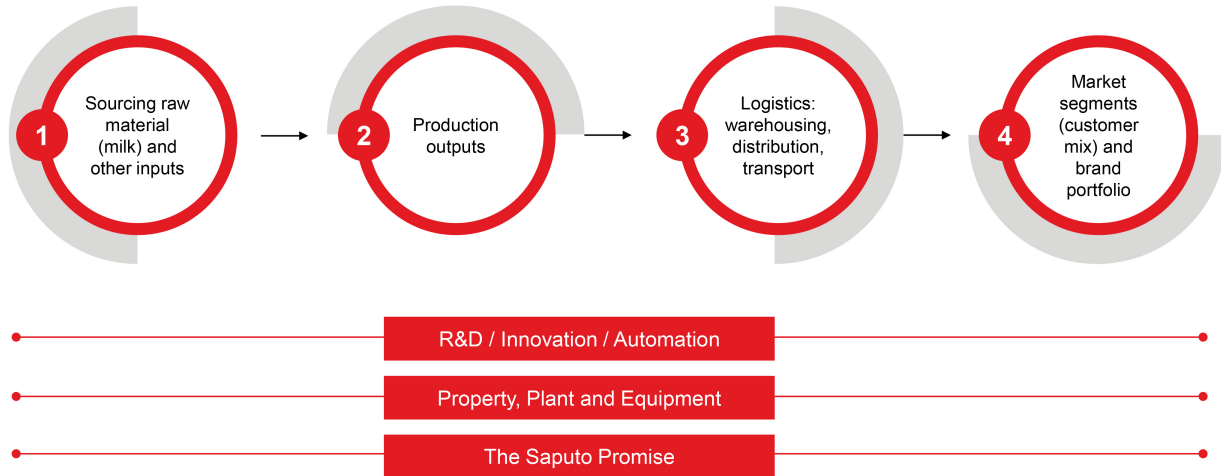 1
Sourcing raw
material
(milk) and
other inputs
2
Production
outputs
3
Logistics:
warehousing,
distribution,
transport
4
Market
segments
(customer
mix) and
brand
portfolio
R&D / Innovation / Automation
Property, Plant and Equipment
The Saputo Promise